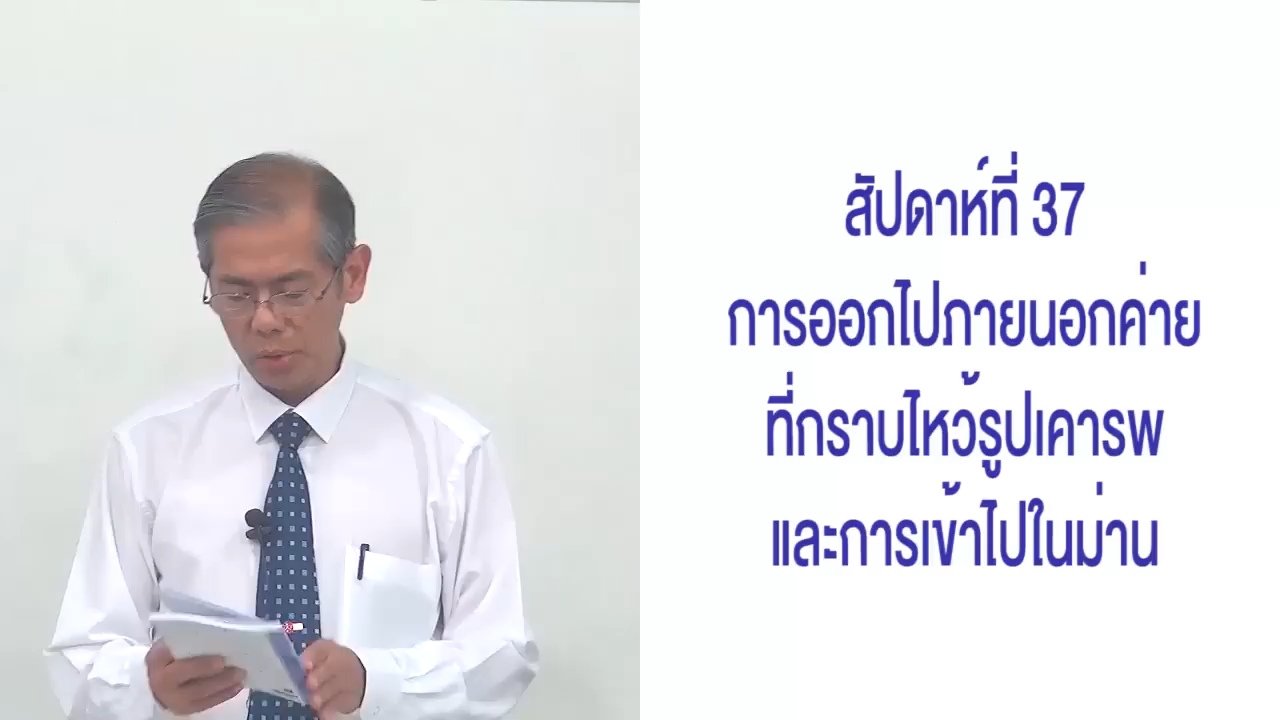 สัปดาห์ที่ 37
การออกไปภายนอกค่าย
ที่กราบไหว้รูปเคารพ
และการเข้าไปในม่าน